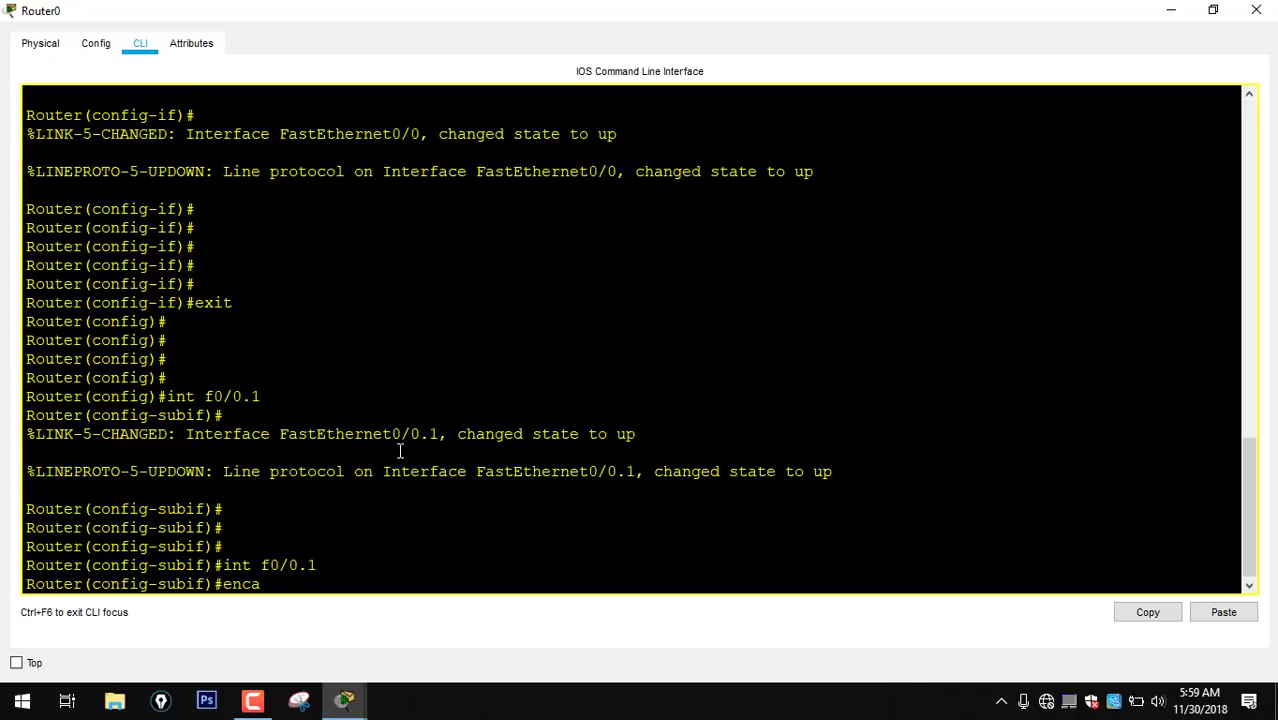 Router0
Physical Config CLI Attributes
IOS Command Line Interface
Router(config-if)#
%LINK-5-CHANGED: Interface FastEthernet0/0, changed state to up
%LINEPROTO-5-UPDOWN: Line protocol on Interface FastEthernet0/0, changed state to up
Router(config-if)#
Router(config-if)#
Router(config-if)#
Router(config-if)#
Router(config-if)#
Router(config-if)#exit
Router(config)#
Router(config)#
Router(config)#
Router(config)#
Router(config)#int f0/0.1
Router(config-subif)#
%LINK-5-CHANGED: Interface FastEthernet0/0.1, changed state to up
%LINEPROTO-5-UPDOWN: Line protocol on Interface FastEthernet0/0.1, changed state to up
Router(config-subif)#
Router(config-subif)#
Router(config-subif)#
Router(config-subif)#int f0/0.1
Router(config-subif)#enca
Ctrl+F6 to exit CLI focus
Copy Paste
Top
Ps
5:59 AM
11/30/2018